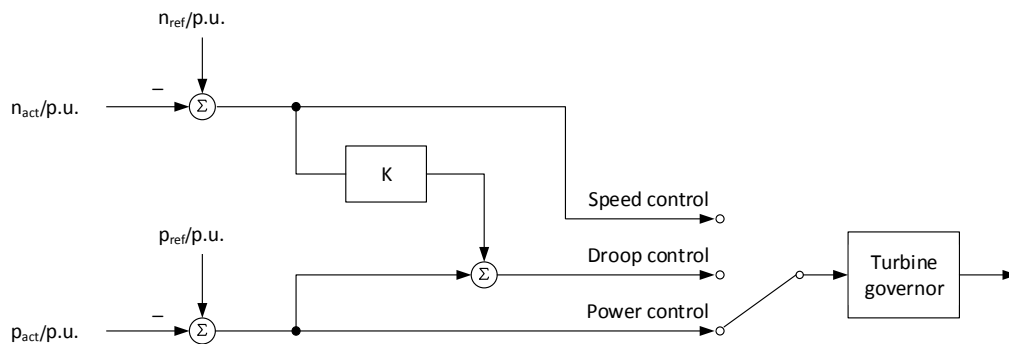 n_ref/p.u.
–
n_act/p.u.
Σ
K
Speed control
p_ref/p.u.
Droop control
Σ
Turbine
governor
–
Power control
p_act/p.u.
Σ